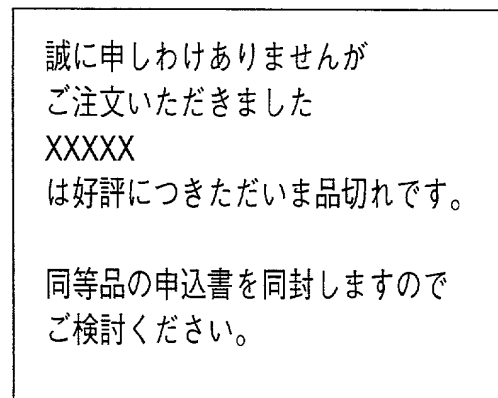 誠に申しわけありませんが
ご注文いただきました
XXXXX
は好評につきただいま品切れです。
同等品の申込書を同封しますので
ご検討ください。